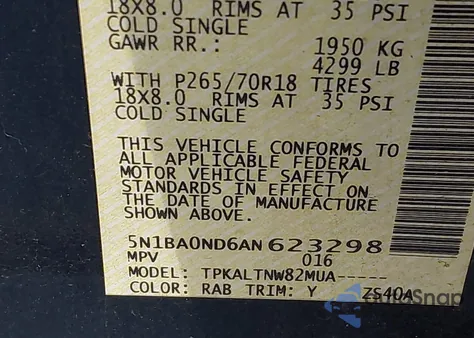 18X8.0 RIMS AT 35 PSI
COLD SINGLE
GAWR RR.: 1950 KG
4299 LB
WITH P265/70R18 TIRES
18X8.0 RIMS AT 35 PSI
COLD SINGLE
THIS VEHICLE CONFORMS TO
ALL APPLICABLE FEDERAL
MOTOR VEHICLE SAFETY
STANDARDS IN EFFECT ON
THE DATE OF MANUFACTURE
SHOWN ABOVE.
5N1BA0ND6AN623298
MPV 016
MODEL: TPKALTNW82MUA-----
COLOR: RAB TRIM: Y ZS40A
AutoSnap